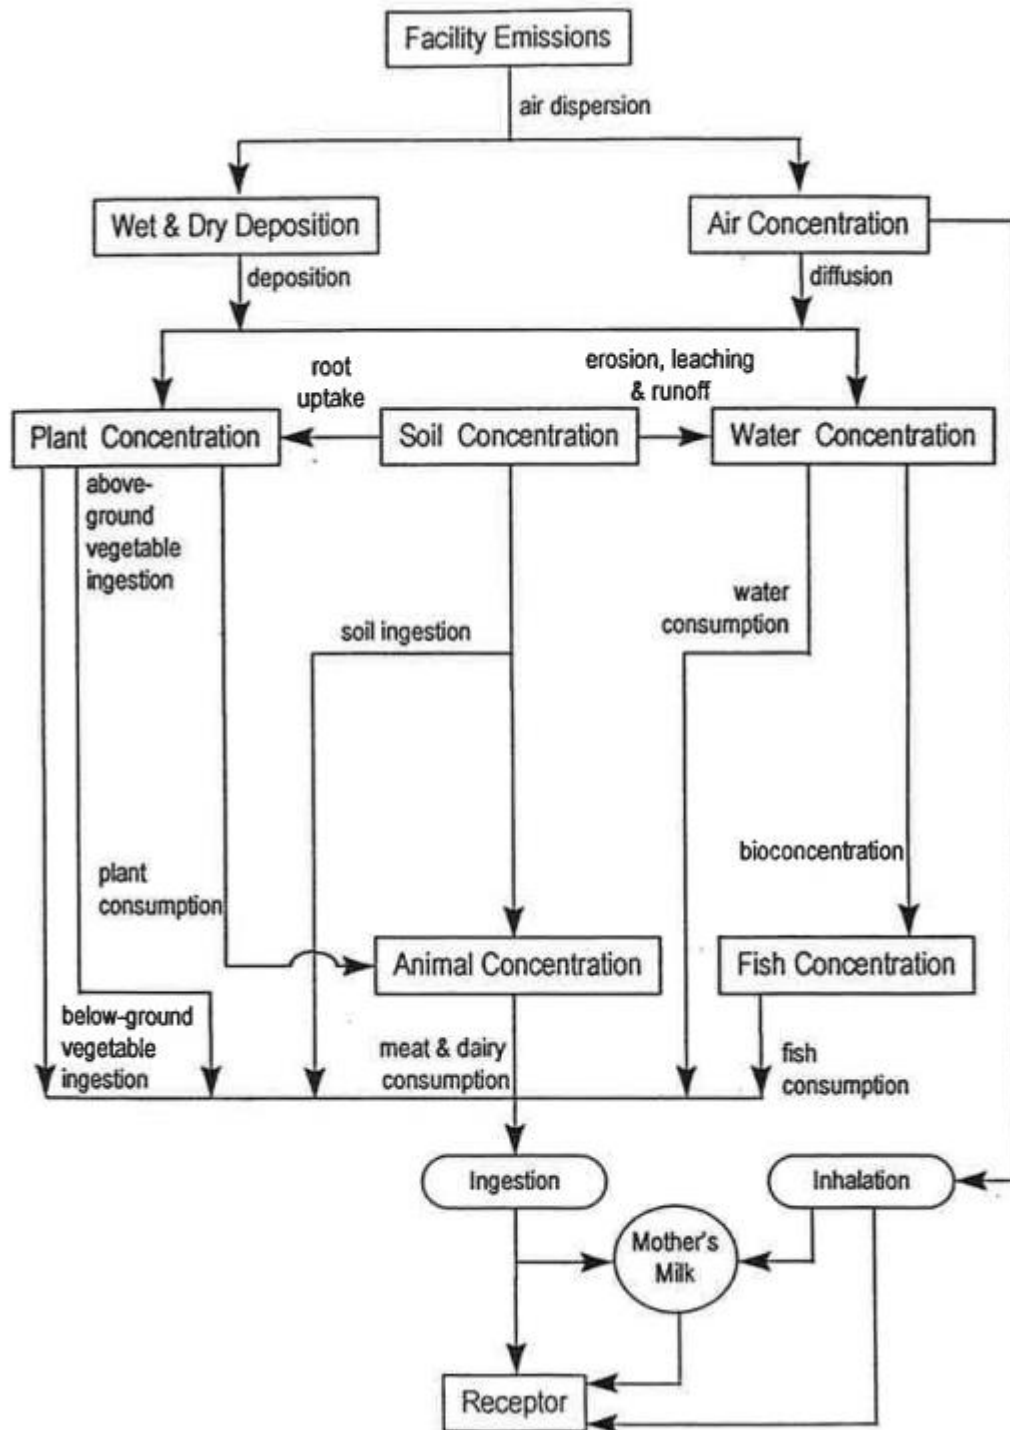 Facility Emissions
air dispersion
Wet & Dry Deposition
Air Concentration
deposition
diffusion
root
uptake
erosion, leaching
& runoff
Plant Concentration
Soil Concentration
Water Concentration
above-
ground
vegetable
ingestion
soil ingestion
water
consumption
plant
consumption
bioconcentration
Animal Concentration
Fish Concentration
below-ground
vegetable
ingestion
meat & dairy
consumption
fish
consumption
Ingestion
Inhalation
Mother's
Milk
Receptor